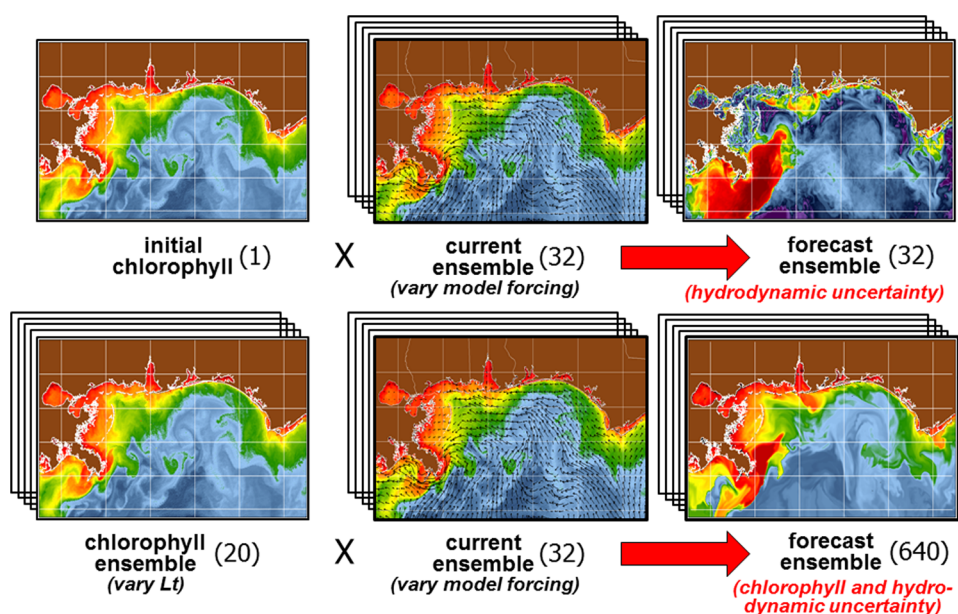 initial
chlorophyll (1)
X
current
ensemble (32)
(vary model forcing)
forecast
ensemble (32)
(hydrodynamic uncertainty)
chlorophyll
ensemble (20)
(vary Lt)
X
current
ensemble (32)
(vary model forcing)
forecast
ensemble (640)
(chlorophyll and hydro-
dynamic uncertainty)